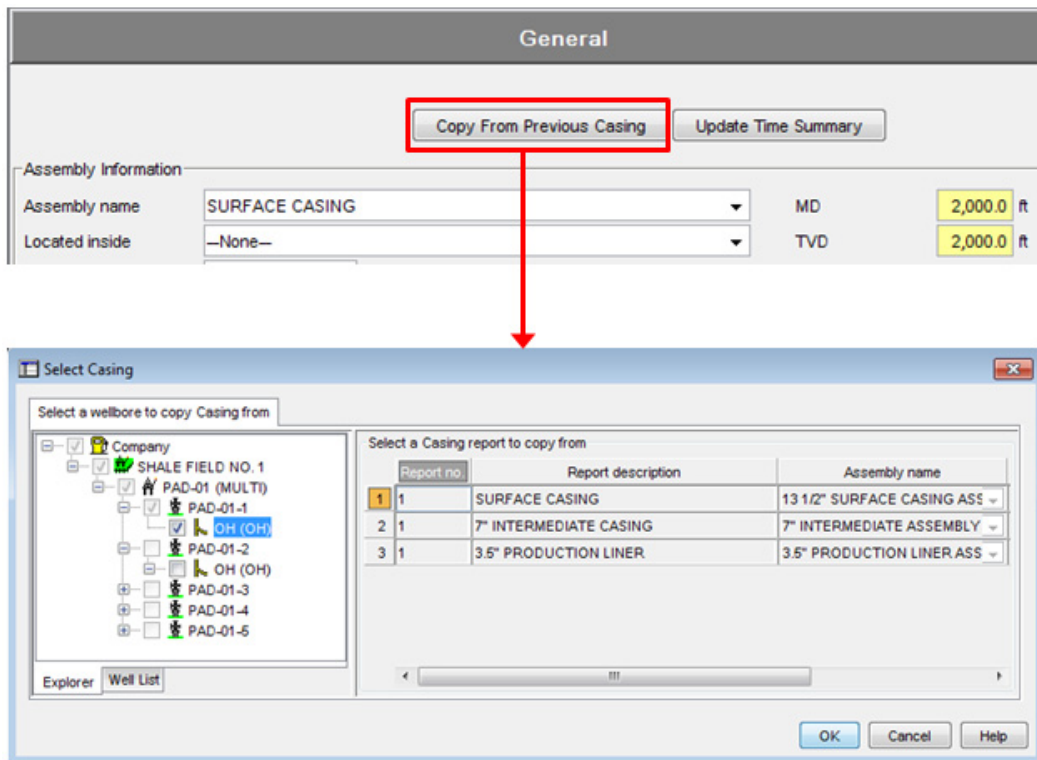 General
Copy From Previous Casing Update Time Summary
Assembly Information
Assembly name SURFACE CASING MD 2,000.0 ft
Located inside —None— TVD 2,000.0 ft
Select Casing
Select a wellbore to copy Casing from
Company
SHALE FIELD NO. 1
PAD-01 (MULTI)
PAD-01-1
OH (OH)
PAD-01-2
OH (OH)
PAD-01-3
PAD-01-4
PAD-01-5
Explorer Well List
Select a Casing report to copy from
Report no. Report description Assembly name
1 1 SURFACE CASING 13 1/2" SURFACE CASING ASS
2 1 7" INTERMEDIATE CASING 7" INTERMEDIATE ASSEMBLY
3 1 3.5" PRODUCTION LINER 3.5" PRODUCTION LINER ASS
OK Cancel Help